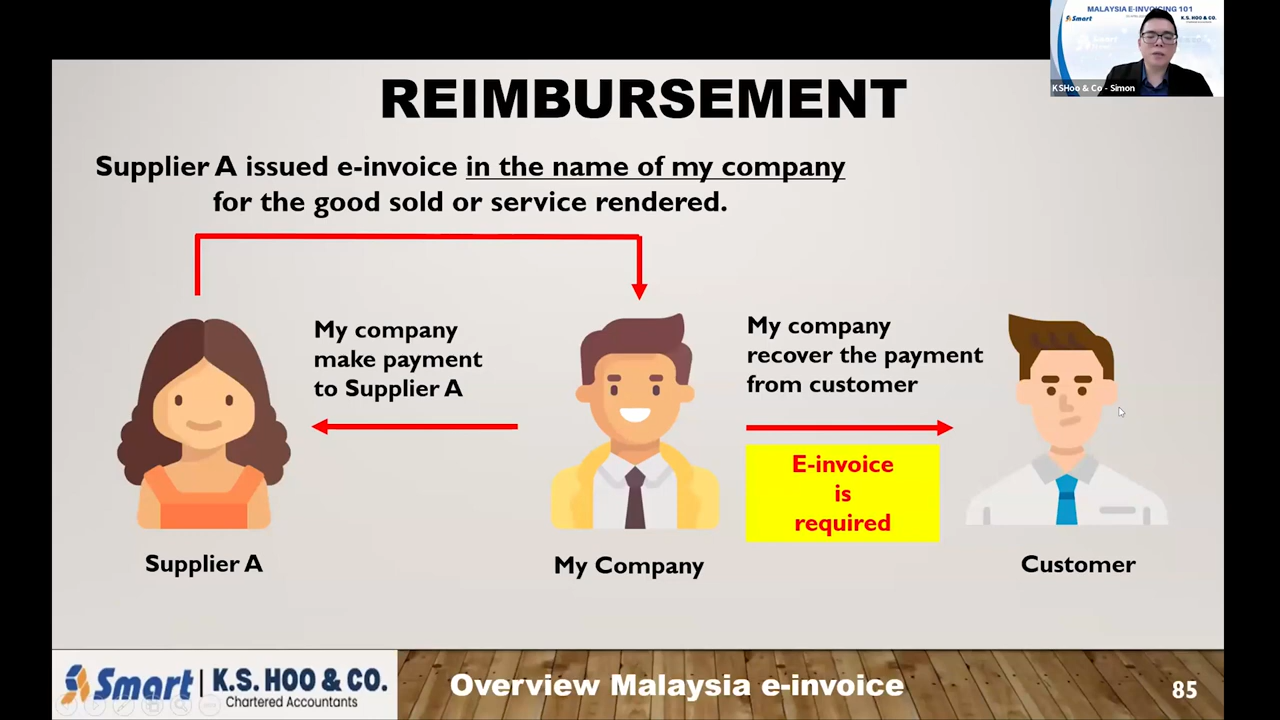 MALAYSIA E-INVOICING 101
Smart
K.S. HOO & CO.
KSHoo & Co - Simon
REIMBURSEMENT
Supplier A issued e-invoice in the name of my company
for the good sold or service rendered.
My company
make payment
to Supplier A
My company
recover the payment
from customer
E-invoice
is
required
Supplier A
My Company
Customer
Smart
K.S. HOO & CO.
Chartered Accountants
Overview Malaysia e-invoice
85